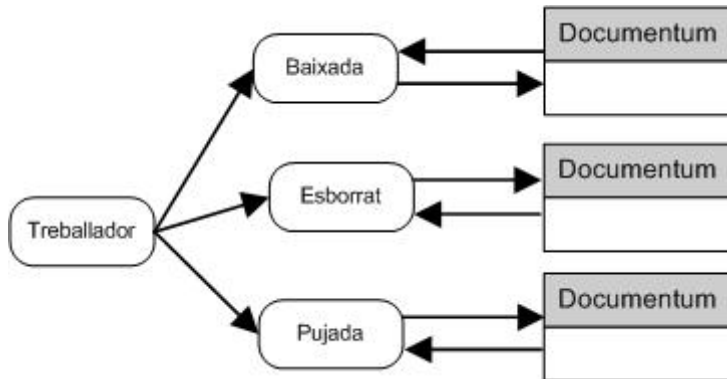 Documentum
Baixada
Documentum
Esborrat
Treballador
Documentum
Pujada